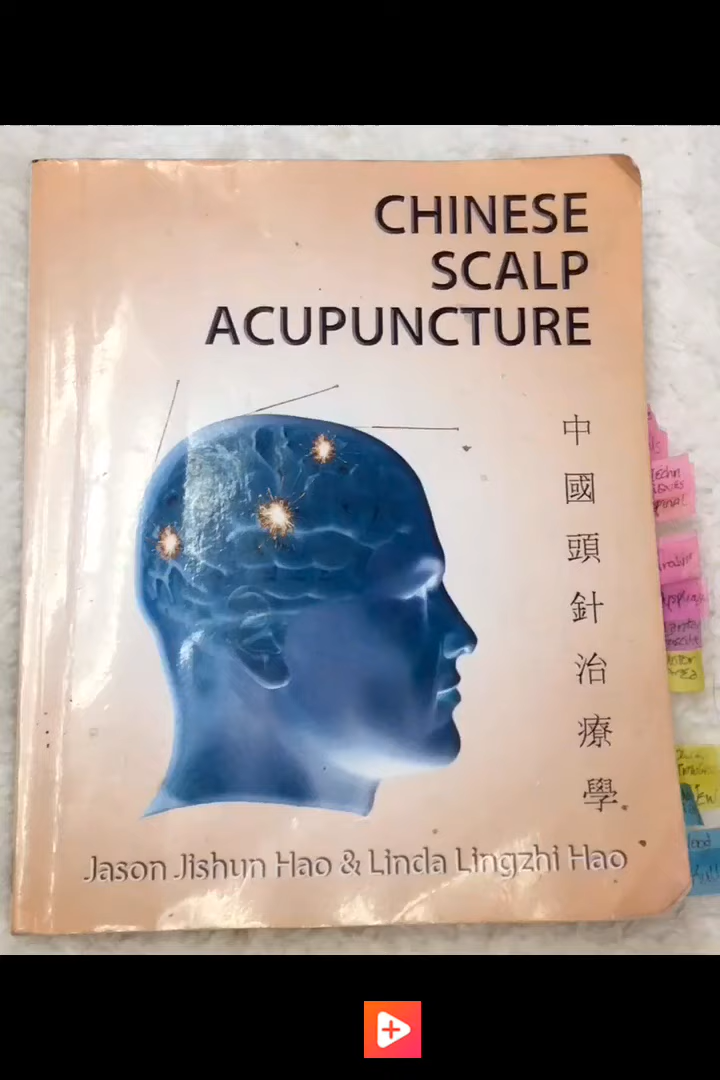 CHINESE
SCALP
ACUPUNCTURE
中國頭針治療學
Jason Jishun Hao & Linda Lingzhi Hao